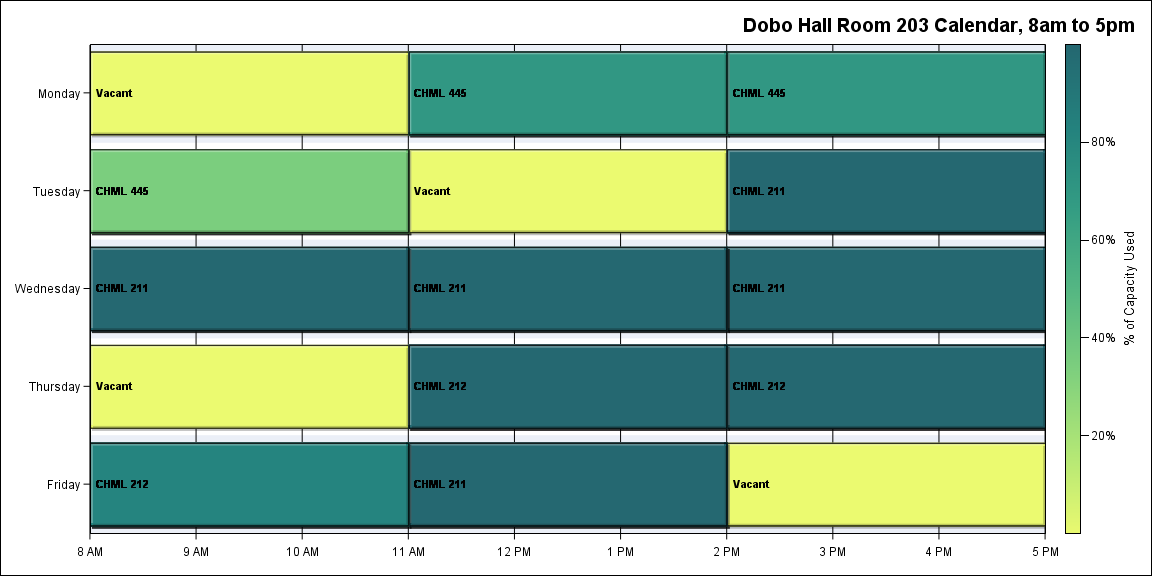 Dobo Hall Room 203 Calendar, 8am to 5pm
Monday
Vacant
CHML 445
CHML 445
80%
Tuesday
CHML 445
Vacant
CHML 211
60%
% of Capacity Used
Wednesday
CHML 211
CHML 211
CHML 211
40%
Thursday
Vacant
CHML 212
CHML 212
20%
Friday
CHML 212
CHML 211
Vacant
8 AM
9 AM
10 AM
11 AM
12 PM
1 PM
2 PM
3 PM
4 PM
5 PM